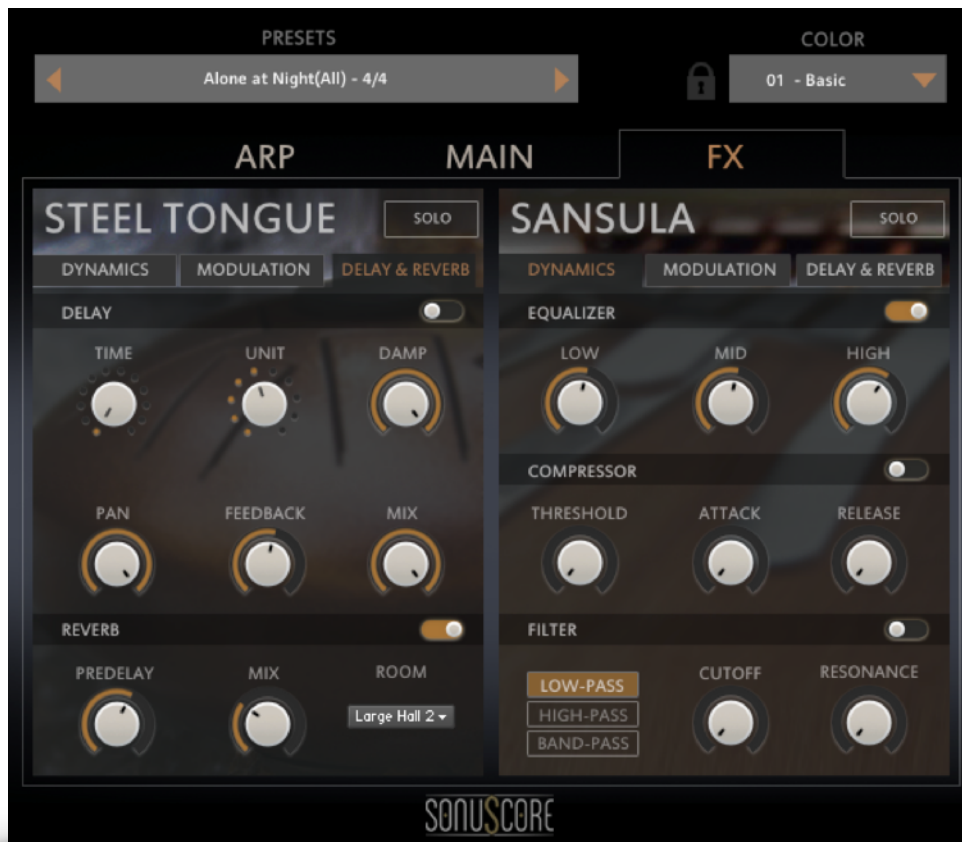 PRESETS
COLOR
Alone at Night(All) - 4/4
01 - Basic
ARP MAIN FX
STEEL TONGUE
SOLO
DYNAMICS MODULATION DELAY & REVERB
DELAY
TIME UNIT DAMP
PAN FEEDBACK MIX
REVERB
PREDELAY MIX ROOM
Large Hall 2
SANSULA
SOLO
DYNAMICS MODULATION DELAY & REVERB
EQUALIZER
LOW MID HIGH
COMPRESSOR
THRESHOLD ATTACK RELEASE
FILTER
LOW-PASS
HIGH-PASS
BAND-PASS
CUTOFF RESONANCE
SONUSCORE